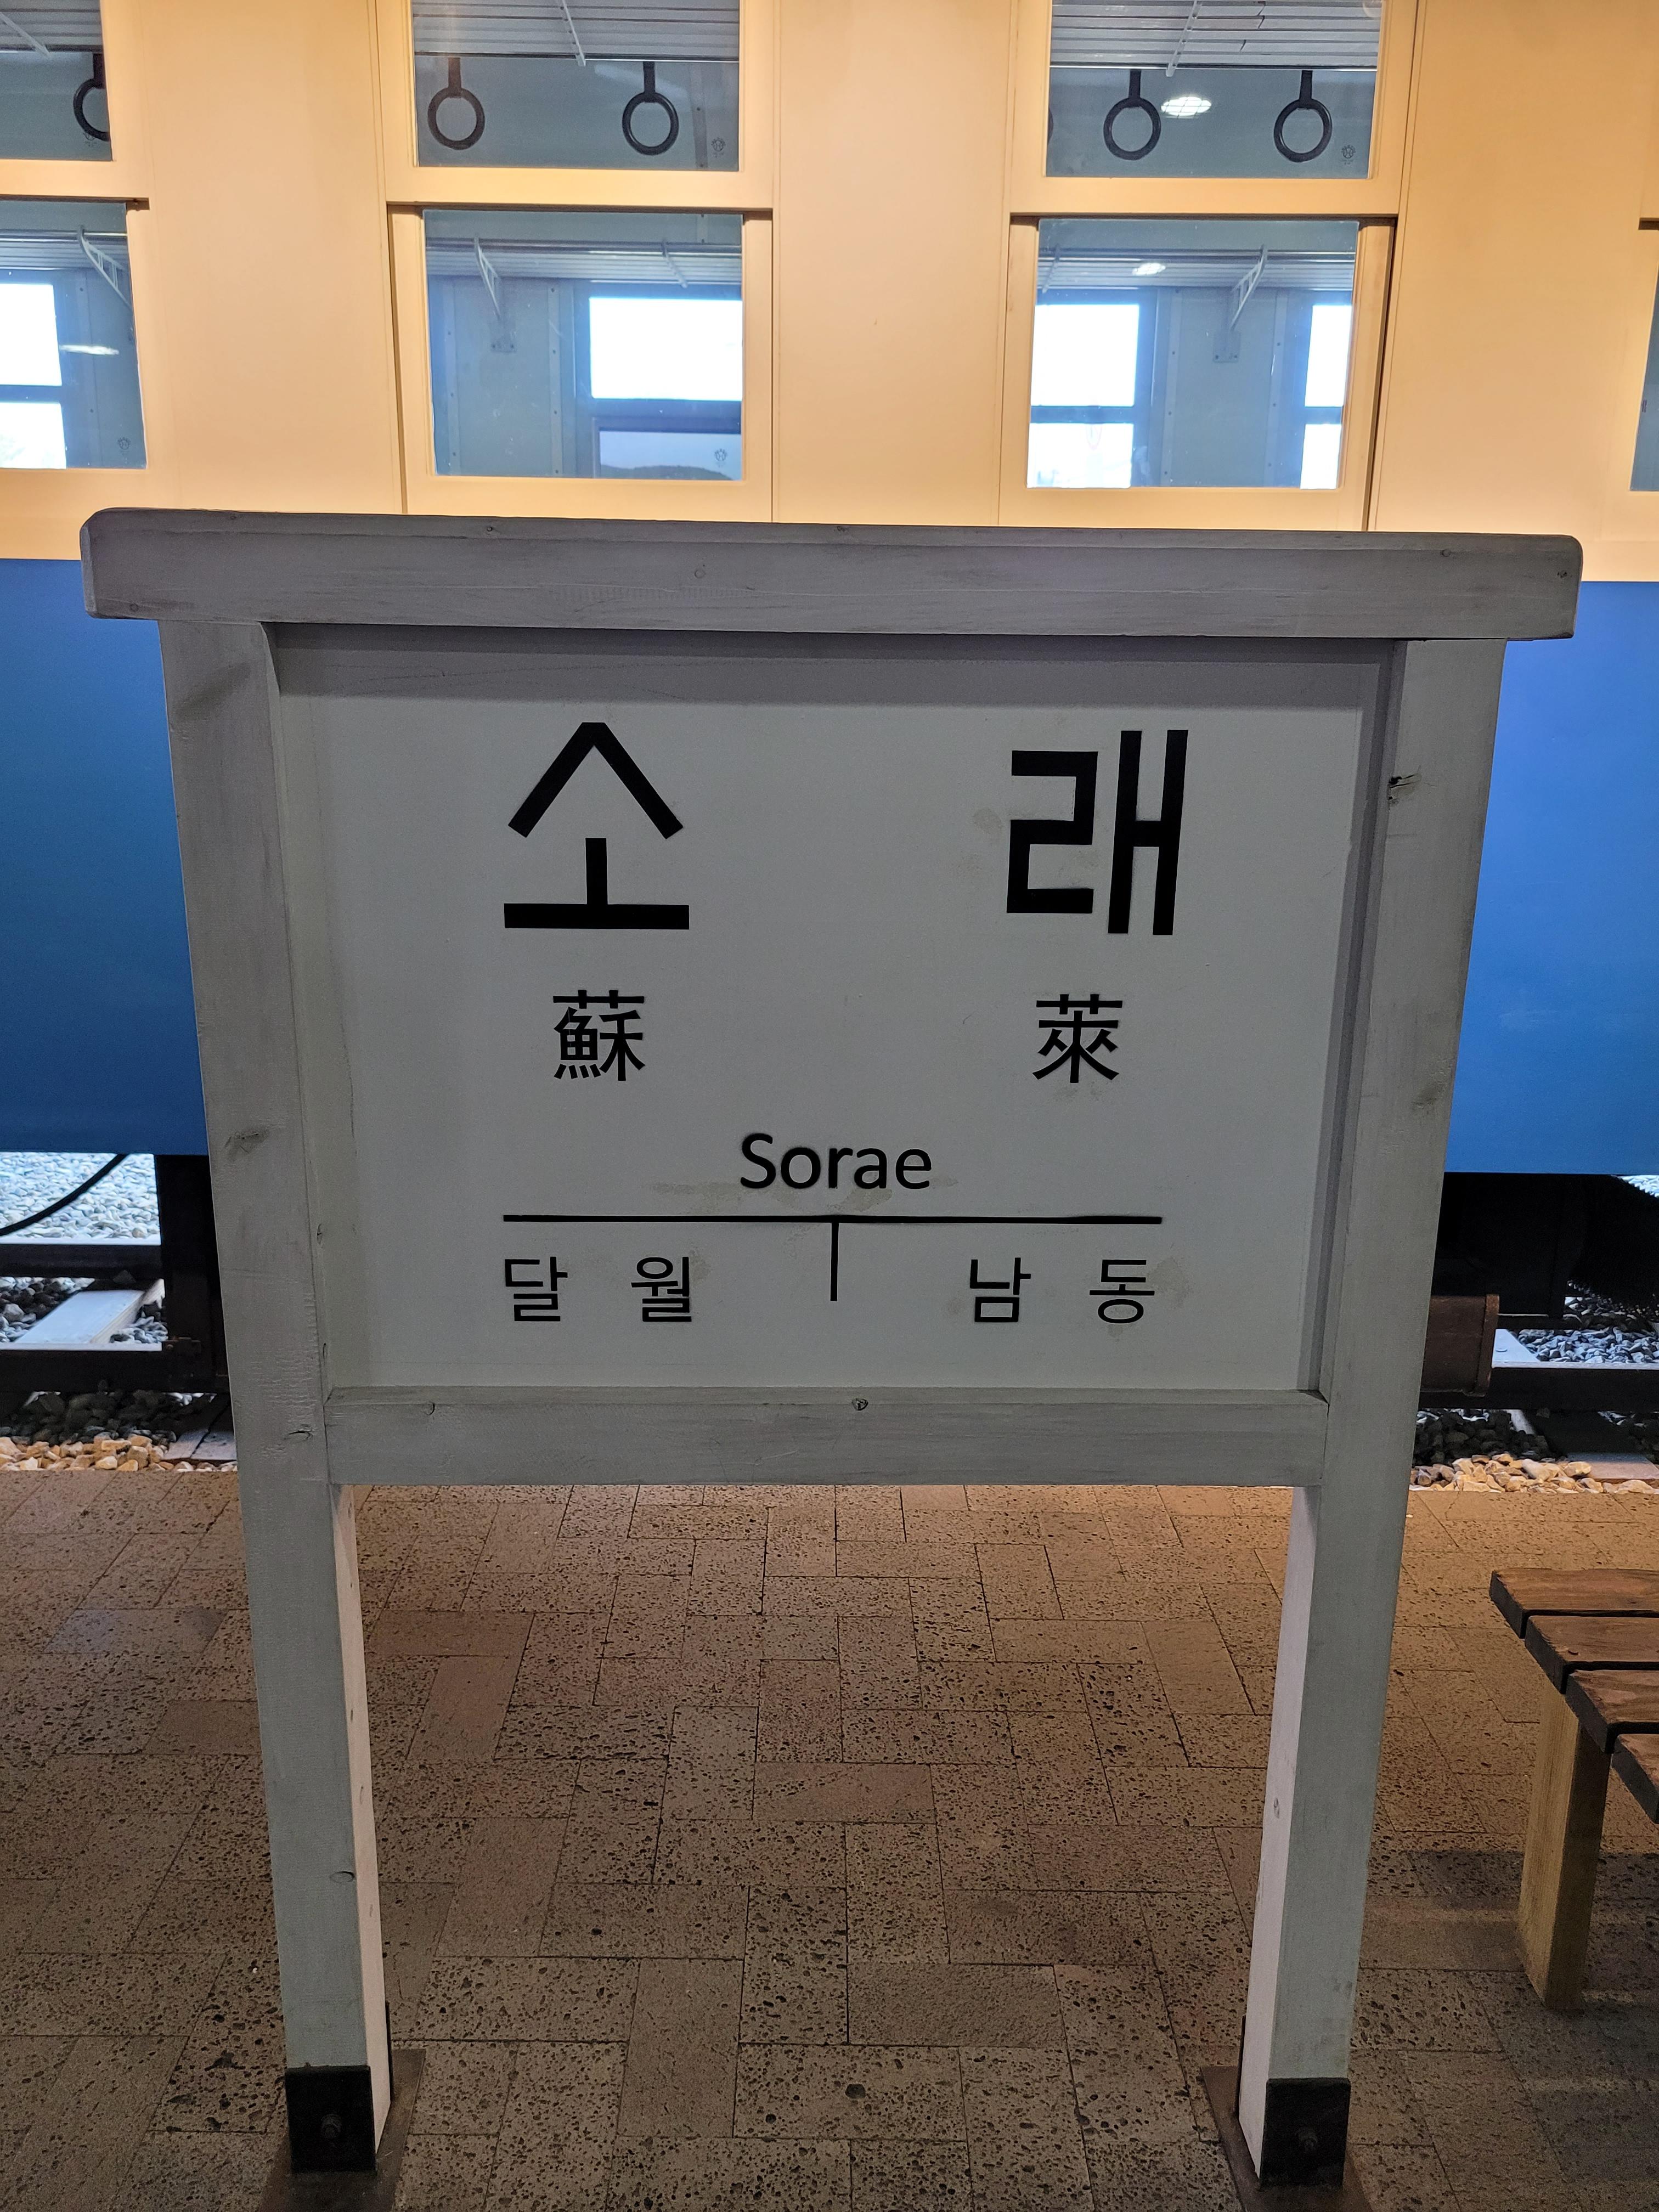 소 래
蘇 萊
Sorae
달 월 남 동